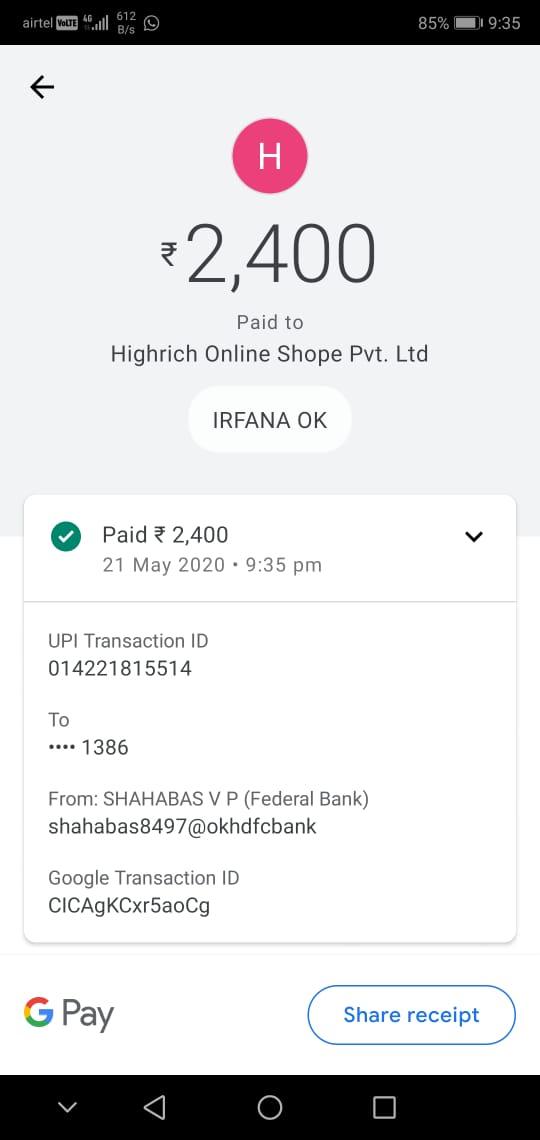 airtel VoLTE 4G 612 B/s 85% 9:35
H
₹2,400
Paid to
Highrich Online Shope Pvt. Ltd
IRFANA OK
Paid ₹ 2,400
21 May 2020 • 9:35 pm
UPI Transaction ID
014221815514
To
•••• 1386
From: SHAHABAS V P (Federal Bank)
shahabas8497@okhdfcbank
Google Transaction ID
CICAgKCxr5aoCg
G Pay
Share receipt